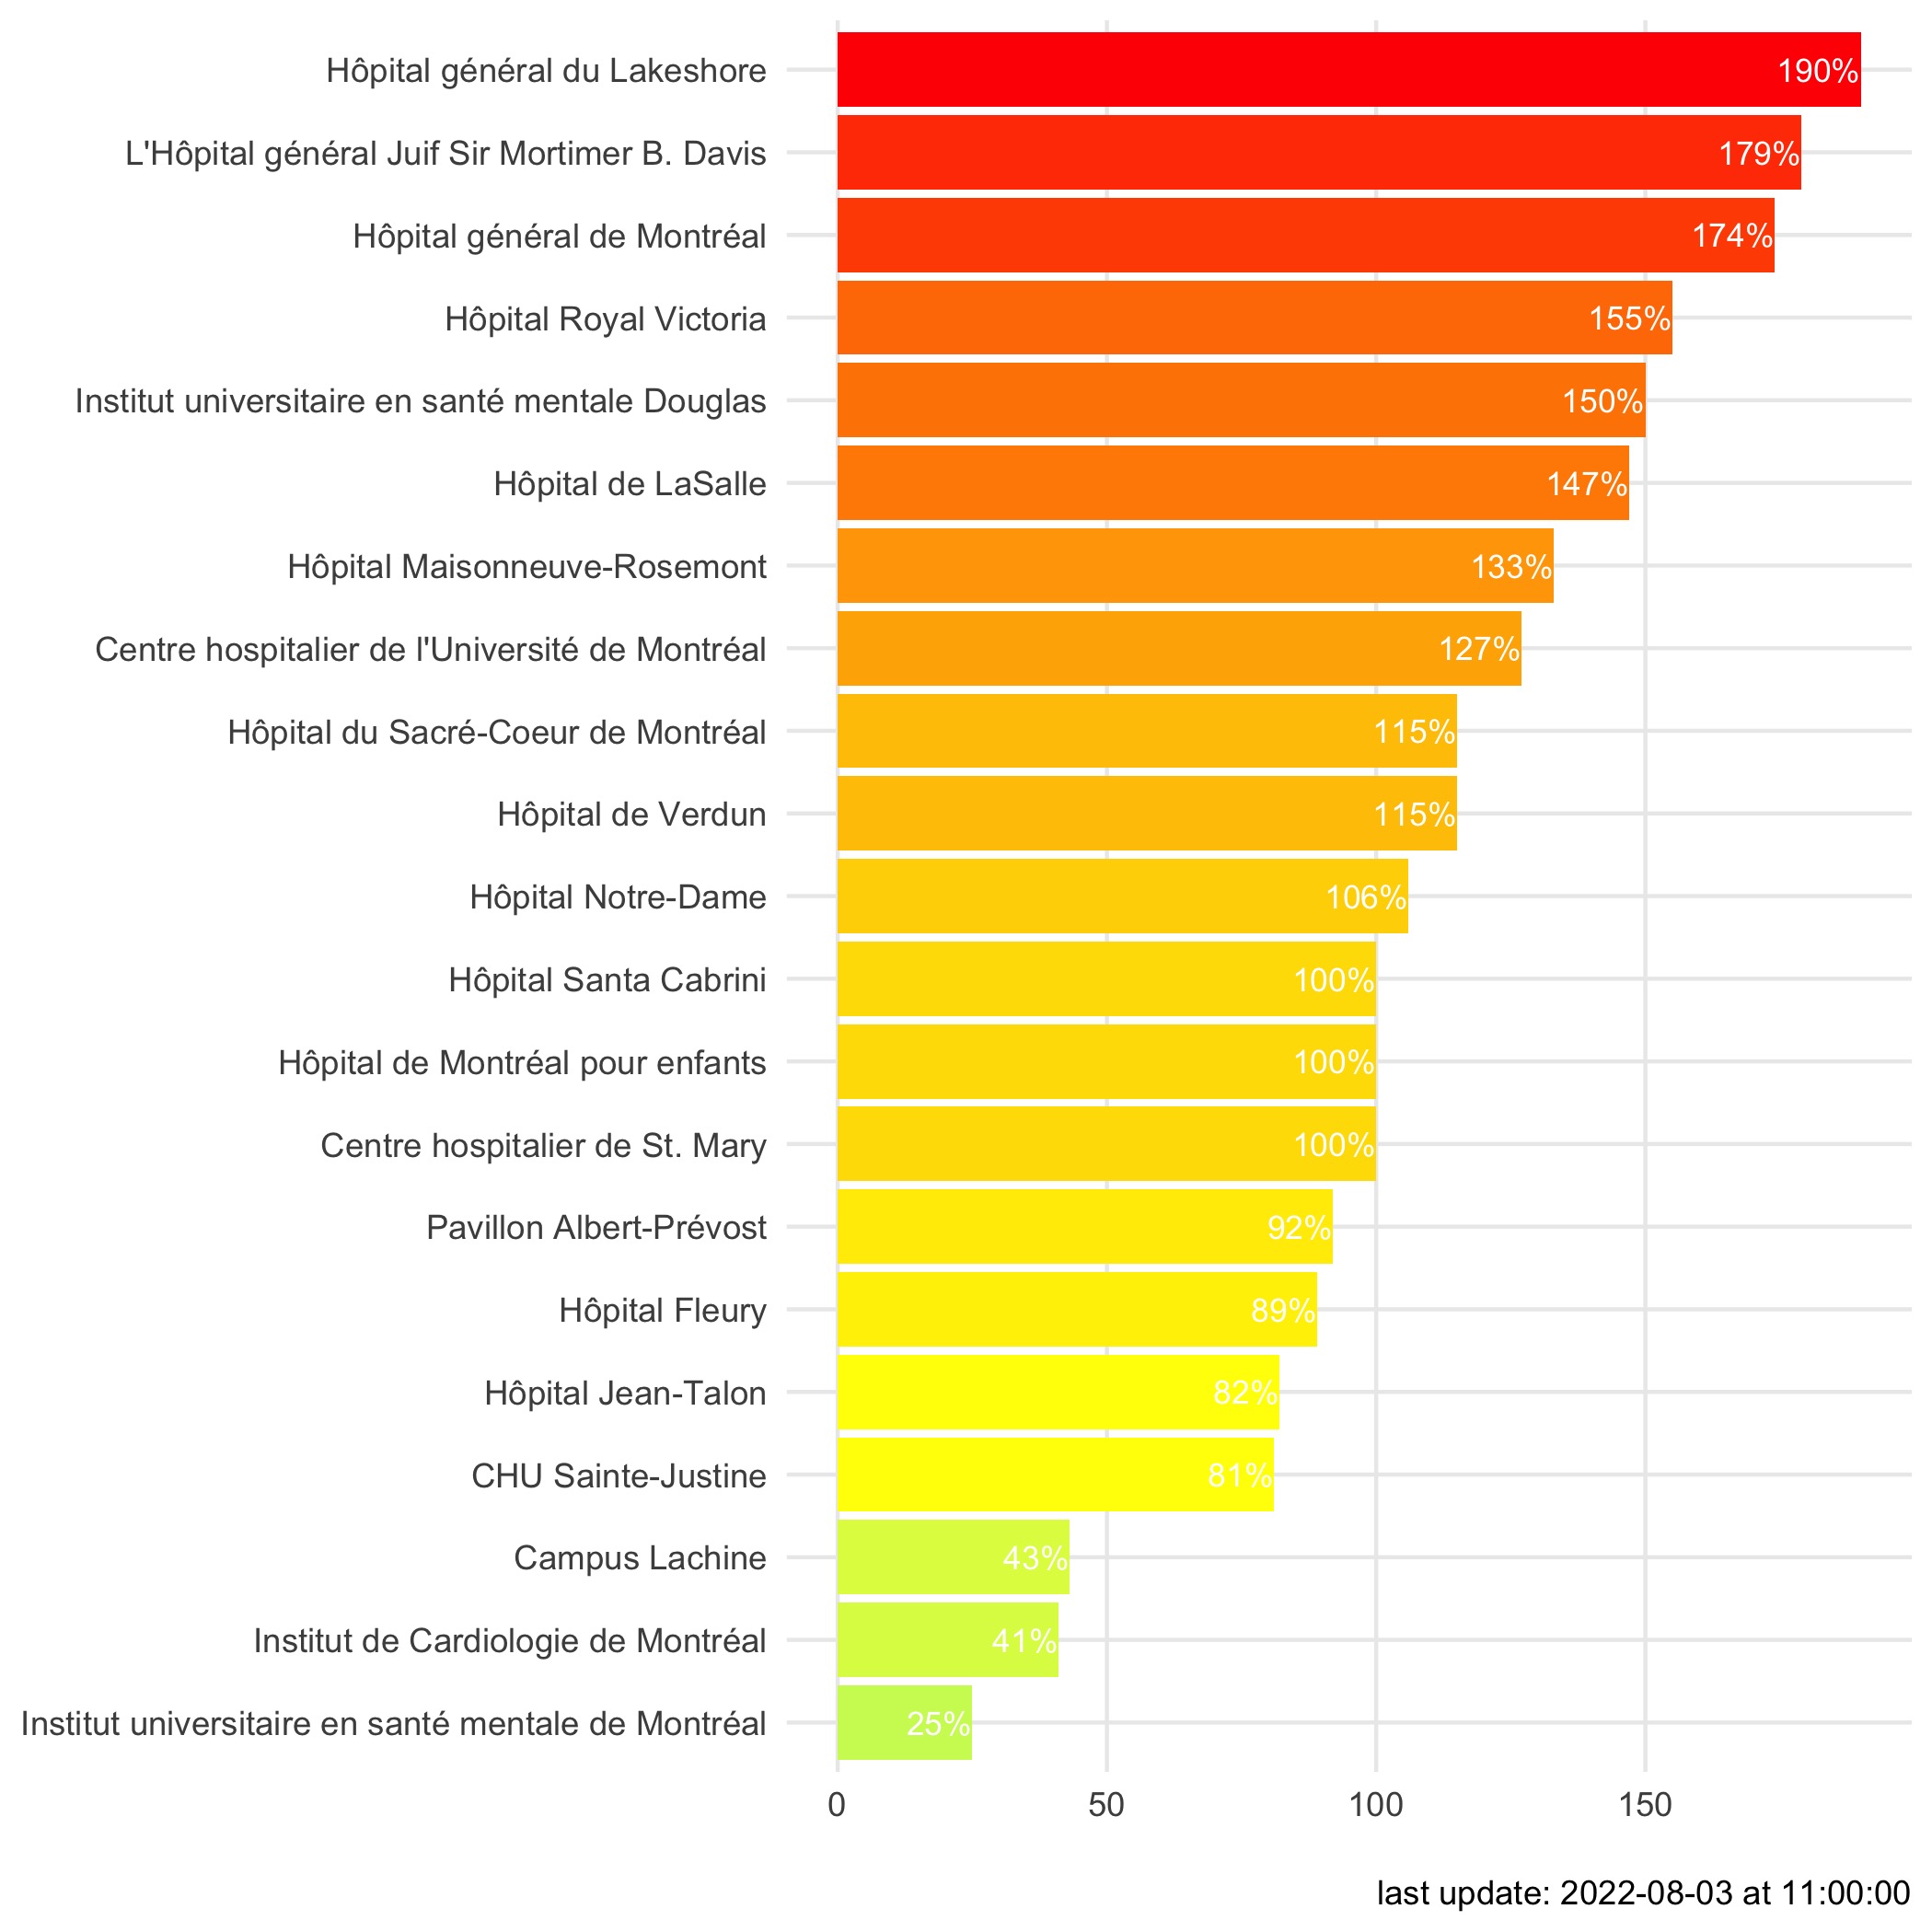 Hôpital général du Lakeshore 190%
L'Hôpital général Juif Sir Mortimer B. Davis 179%
Hôpital général de Montréal 174%
Hôpital Royal Victoria 155%
Institut universitaire en santé mentale Douglas 150%
Hôpital de LaSalle 147%
Hôpital Maisonneuve-Rosemont 133%
Centre hospitalier de l'Université de Montréal 127%
Hôpital du Sacré-Coeur de Montréal 115%
Hôpital de Verdun 115%
Hôpital Notre-Dame 106%
Hôpital Santa Cabrini 100%
Hôpital de Montréal pour enfants 100%
Centre hospitalier de St. Mary 100%
Pavillon Albert-Prévost 92%
Hôpital Fleury 89%
Hôpital Jean-Talon 82%
CHU Sainte-Justine 81%
Campus Lachine 43%
Institut de Cardiologie de Montréal 41%
Institut universitaire en santé mentale de Montréal 25%
0 50 100 150
last update: 2022-08-03 at 11:00:00